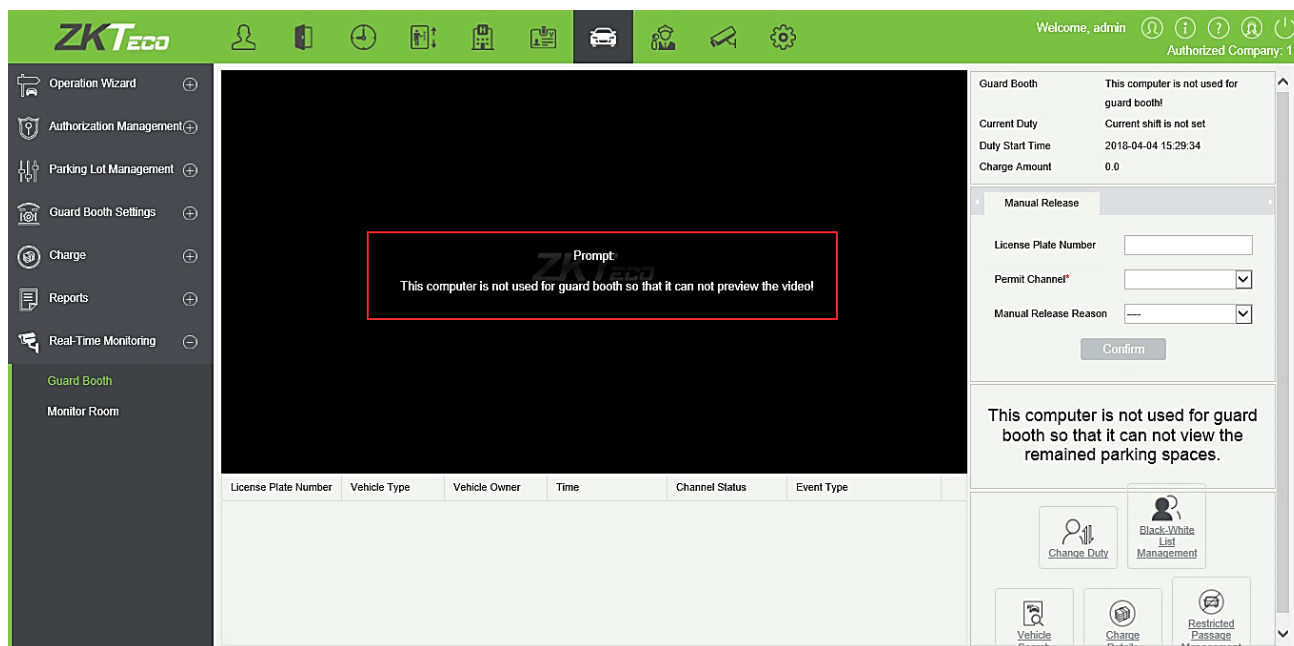 ZKTECO
Welcome, admin
Authorized Company: 1
Operation Wizard
Authorization Management
Parking Lot Management
Guard Booth Settings
Charge
Reports
Real-Time Monitoring
Guard Booth
Monitor Room
ZKTECO
Prompt:
This computer is not used for guard booth so that it can not preview the video!
License Plate Number Vehicle Type Vehicle Owner Time Channel Status Event Type
Guard Booth This computer is not used for
guard booth!
Current Duty Current shift is not set
Duty Start Time 2018-04-04 15:29:34
Charge Amount 0.0
Manual Release
License Plate Number
Permit Channel*
Manual Release Reason ----
Confirm
This computer is not used for guard
booth so that it can not view the
remained parking spaces.
Change Duty
Black-White
List
Management
Vehicle
Search
Charge
Details
Restricted
Passage
Management